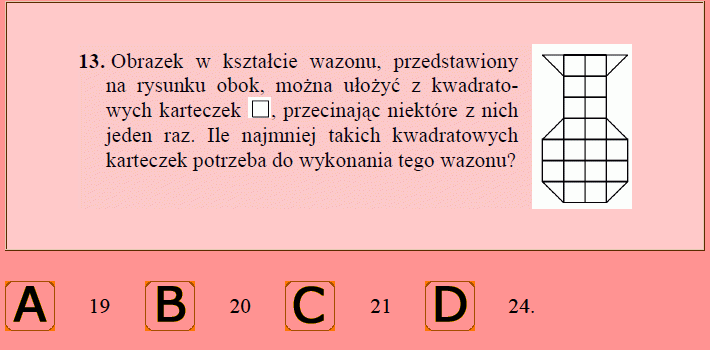 13. Obrazek w kształcie wazonu, przedstawiony
na rysunku obok, można ułożyć z kwadrato-
wych karteczek , przecinając niektóre z nich
jeden raz. Ile najmniej takich kwadratowych
karteczek potrzeba do wykonania tego wazonu?
A 19 B 20 C 21 D 24.